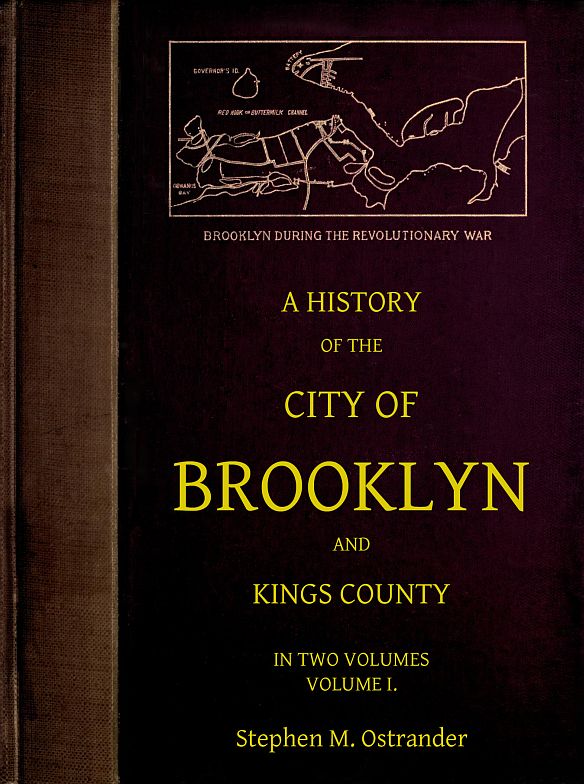 GOVERNOR'S ID.
BATTERY
RED HOOK OR BUTTERMILK CHANNEL
GOWANUS
BAY
BROOKLYN DURING THE REVOLUTIONARY WAR
A HISTORY
OF THE
CITY OF
BROOKLYN
AND
KINGS COUNTY
IN TWO VOLUMES
VOLUME I.
Stephen M. Ostrander